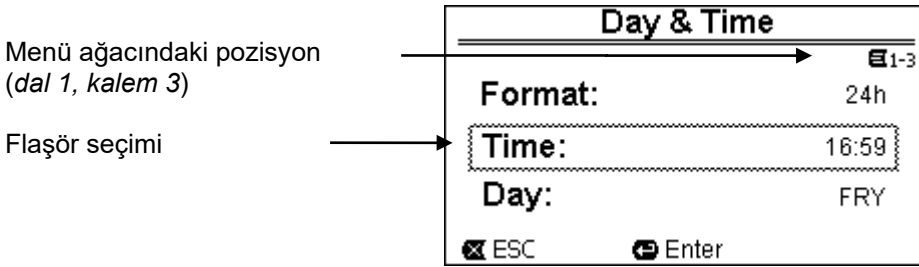 Day & Time
Menü ağacındaki pozisyon
(dal 1, kalem 3)
1-3
Format: 24h
Flaşör seçimi
Time: 16:59
Day: FRY
ESC Enter